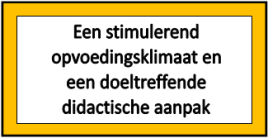 Een stimulerend
opvoedingsklimaat en
een doeltreffende
didactische aanpak